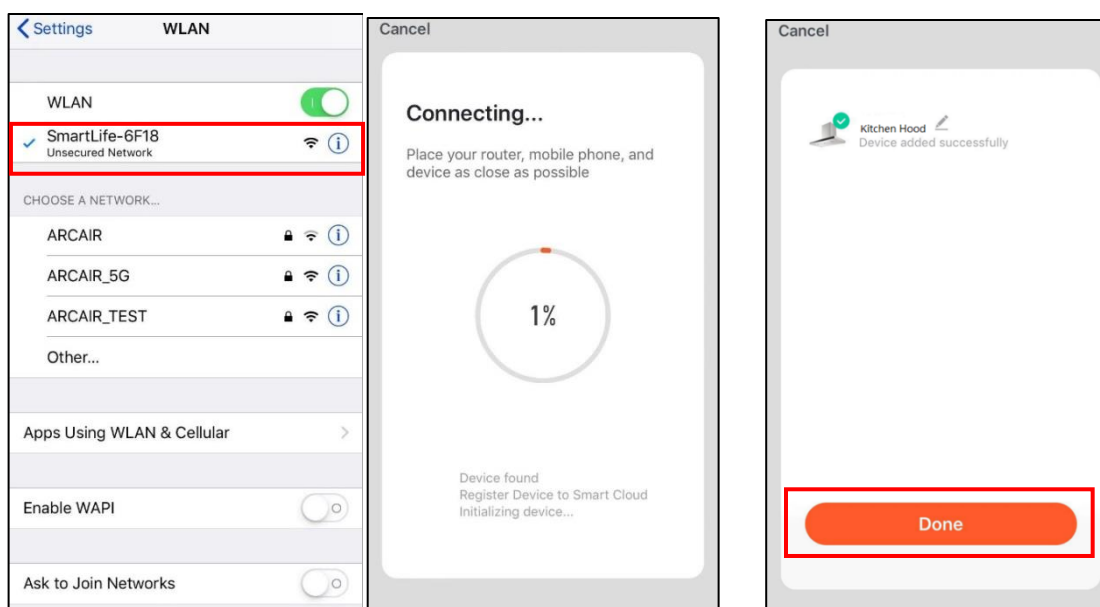 Settings
WLAN
WLAN
SmartLife-6F18
Unsecured Network
CHOOSE A NETWORK...
ARCAIR
ARCAIR_5G
ARCAIR_TEST
Other...
Apps Using WLAN & Cellular
Enable WAPI
Ask to Join Networks
Cancel
Connecting...
Place your router, mobile phone, and
device as close as possible
1%
Device found
Register Device to Smart Cloud
Initializing device...
Cancel
Kitchen Hood
Device added successfully
Done